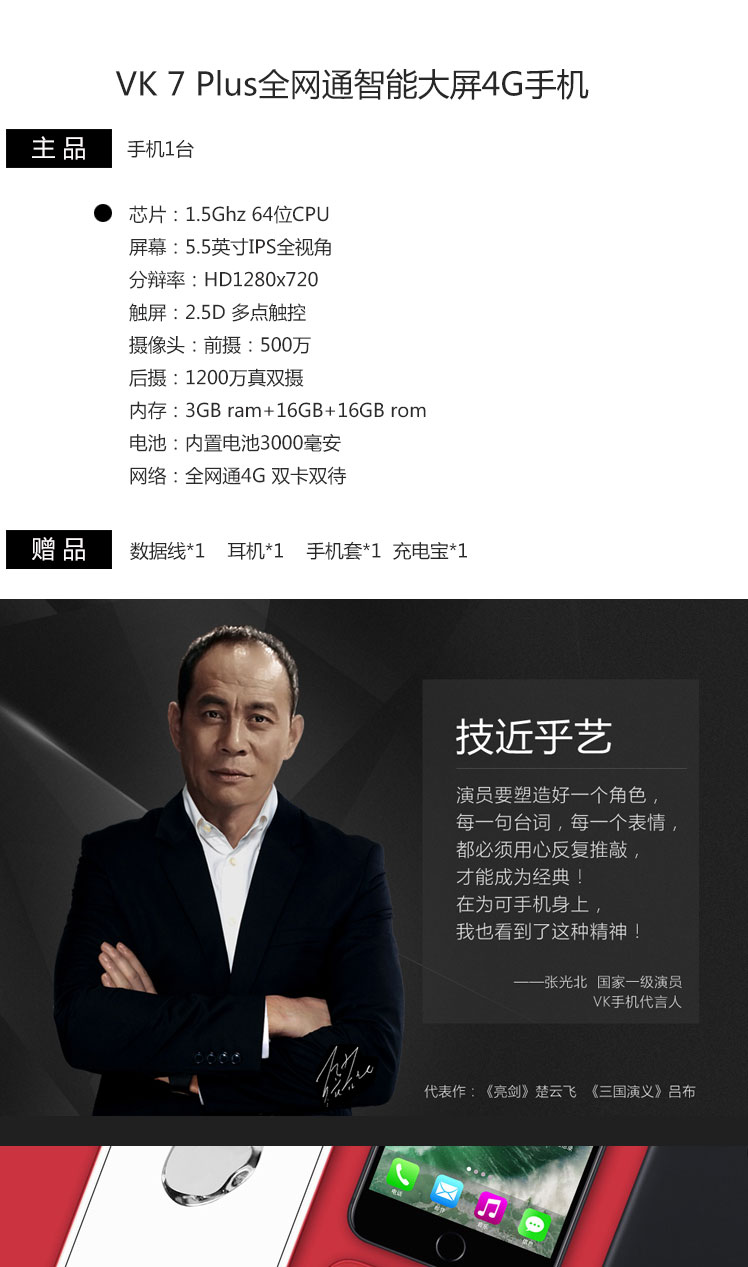 VK 7 Plus全网通智能大屏4G手机
主 品 手机1台
芯片：1.5Ghz 64位CPU
屏幕：5.5英寸IPS全视角
分辩率：HD1280x720
触屏：2.5D 多点触控
摄像头：前摄：500万
后摄：1200万真双摄
内存：3GB ram+16GB+16GB rom
电池：内置电池3000毫安
网络：全网通4G 双卡双待
赠 品 数据线*1 耳机*1 手机套*1 充电宝*1
技近乎艺
演员要塑造好一个角色，
每一句台词，每一个表情，
都必须用心反复推敲，
才能成为经典！
在为可手机身上，
我也看到了这种精神！
——张光北 国家一级演员
VK手机代言人
代表作：《亮剑》楚云飞 《三国演义》吕布
电话
邮件
音乐
信息